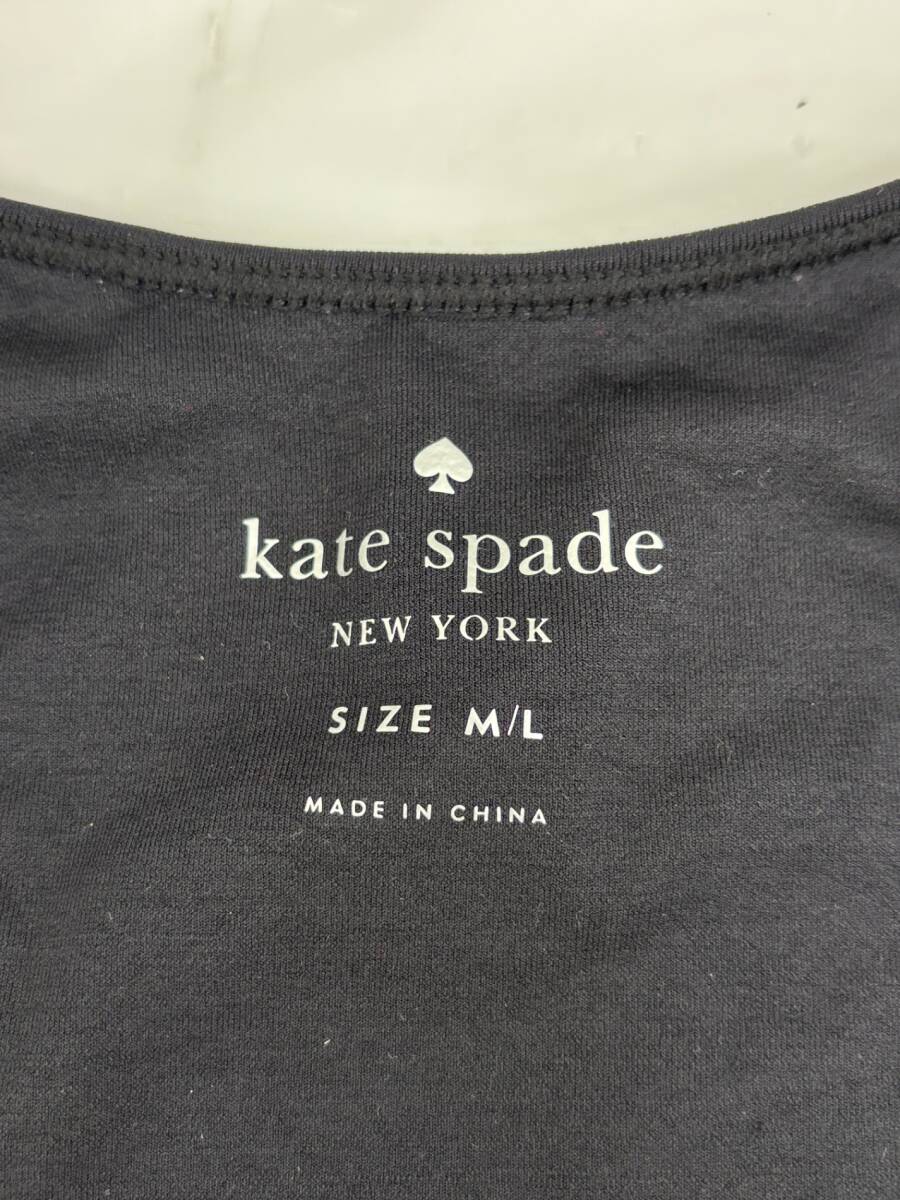 kate spade
NEW YORK
SIZE M/L
MADE IN CHINA